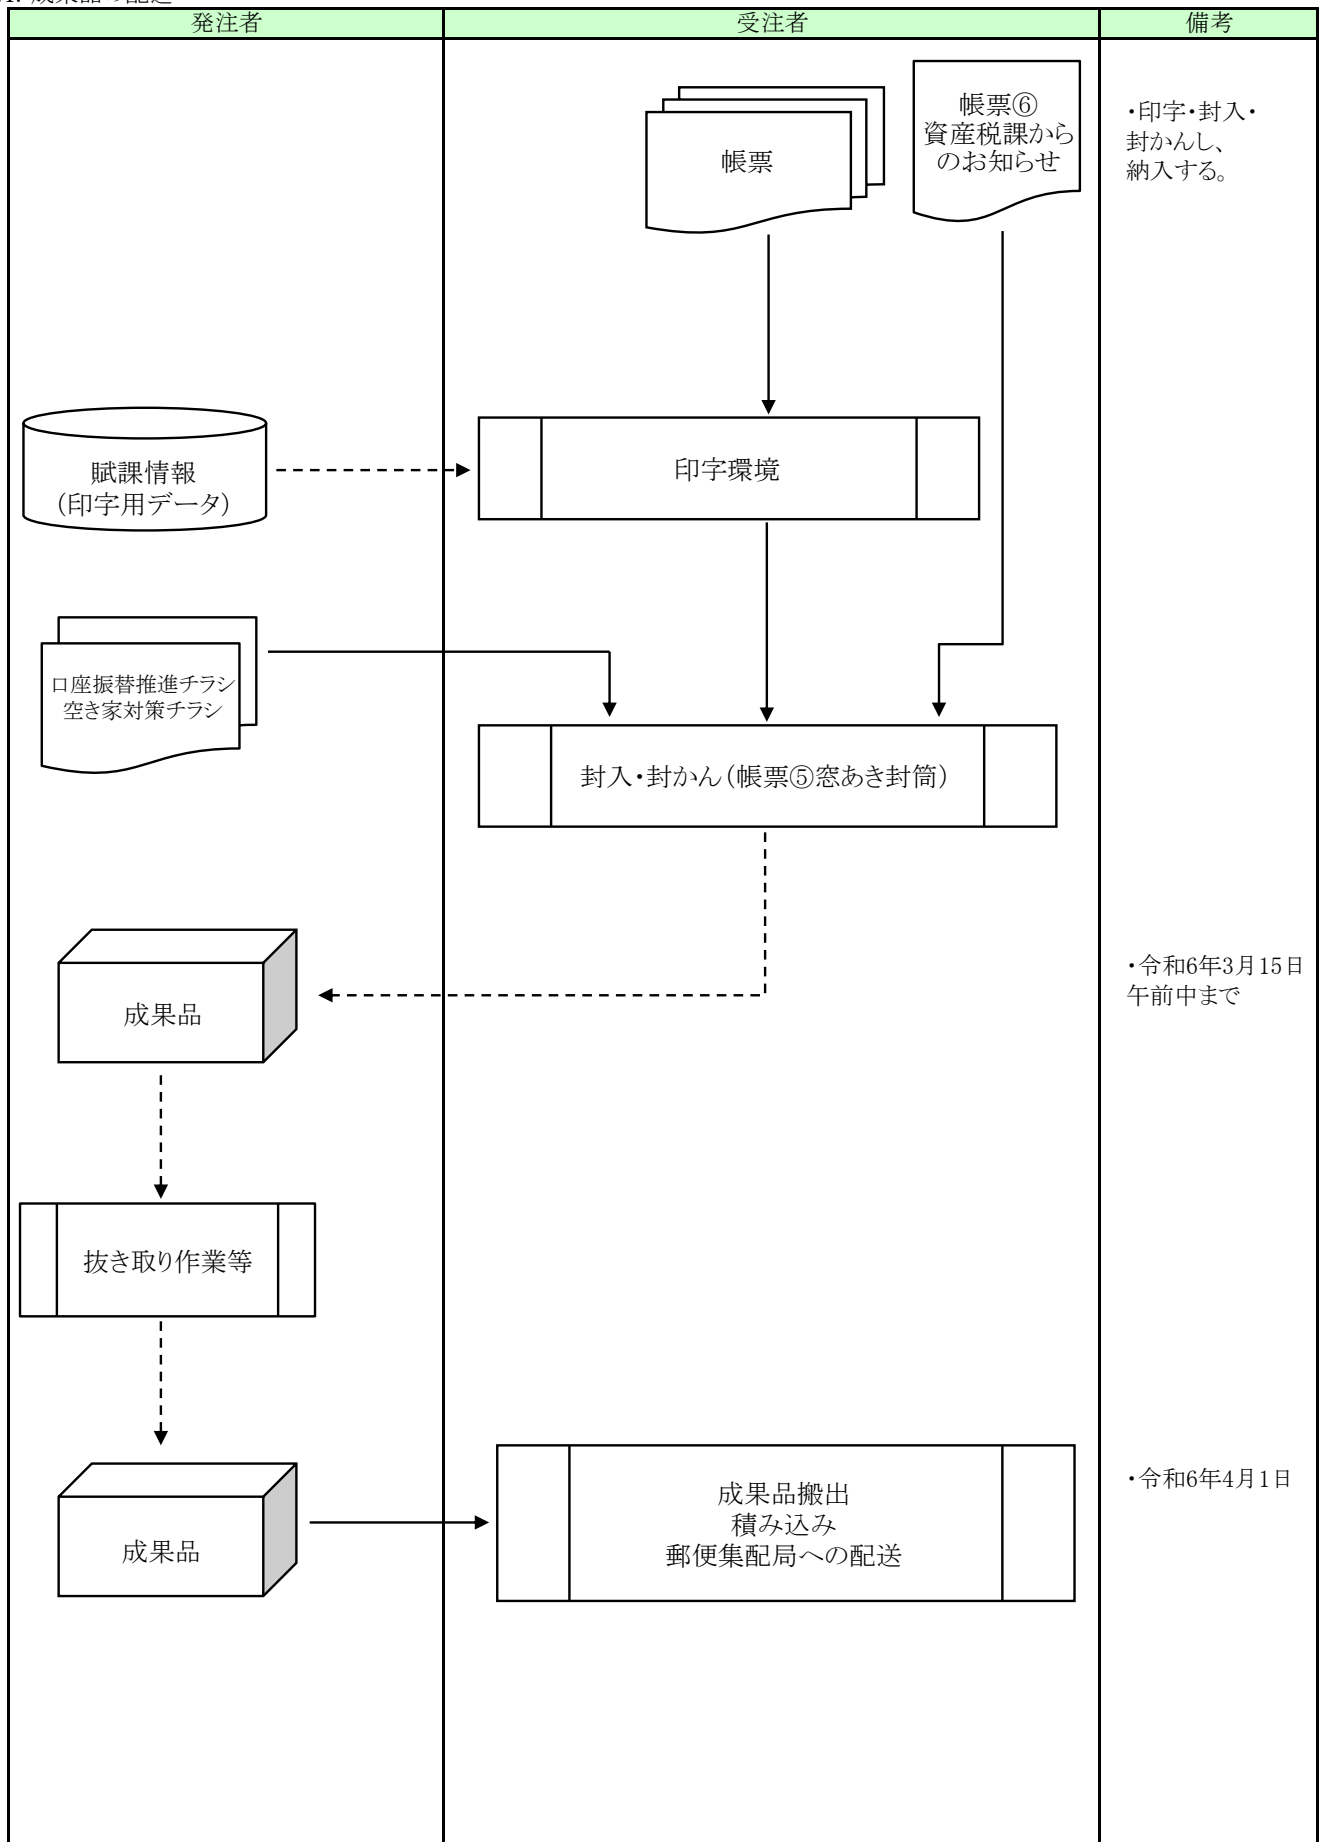 成果品の配送
発注者
受注者
備考
帳票
帳票⑥
資産税課から
のお知らせ
・印字・封入・
封かんし、
納入する。
賦課情報
(印字用データ)
印字環境
口座振替推進チラシ
空き家対策チラシ
封入・封かん(帳票⑤窓あき封筒)
成果品
・令和6年3月15日
午前中まで
抜き取り作業等
成果品
成果品搬出
積み込み
郵便集配局への配送
・令和6年4月1日